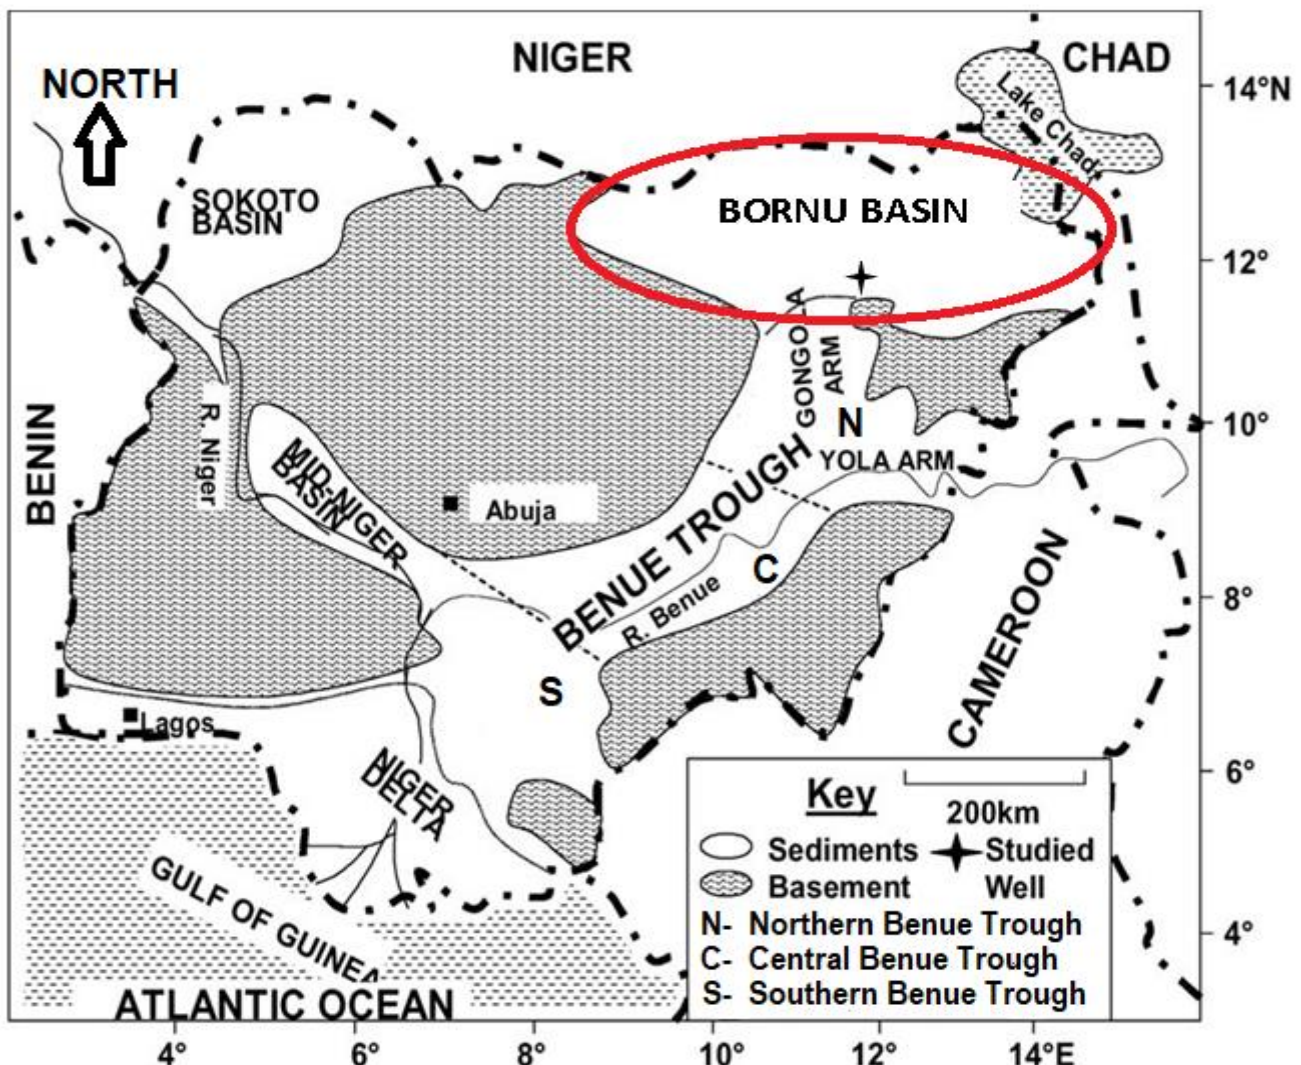 NIGER
CHAD
NORTH
14°N
Lake Chad
SOKOTO
BASIN
BORNU BASIN
12°
GONGOLA
ARM
BENIN
R. Niger
10°
N
YOLA ARM
MID-NIGER
BASIN
Abuja
BENUE TROUGH
C
R. Benue
8°
CAMEROON
S
Lagos
NIGER
DELTA
6°
Key
200km
Sediments
Studied
Well
Basement
N- Northern Benue Trough
C- Central Benue Trough
S- Southern Benue Trough
4°
GULF OF GUINEA
ATLANTIC OCEAN
4°
6°
8°
10°
12°
14°E